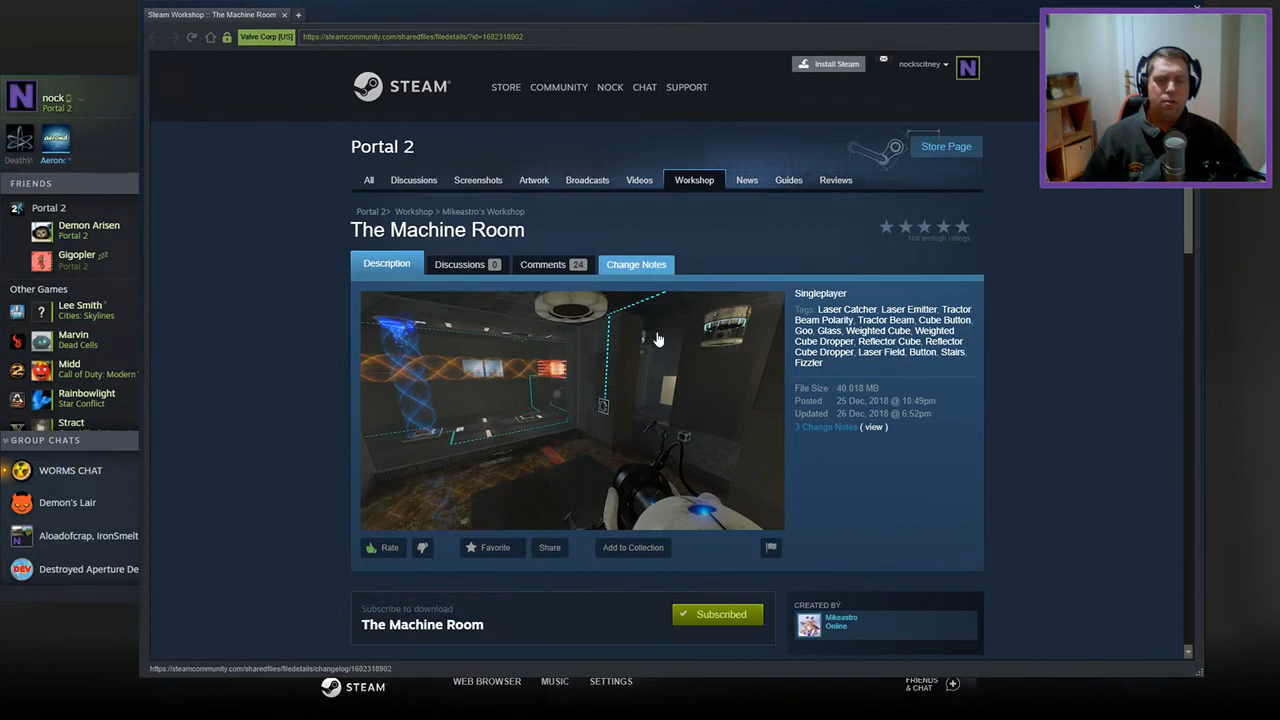 Steam Workshop :: The Machine Room
Valve Corp [US]
https://steamcommunity.com/sharedfiles/filedetails/?id=1602318902
Install Steam
nockscitney
N
STEAM®
STORE COMMUNITY NOCK CHAT SUPPORT
N
nock
Portal 2
DeathV
Aeronc*
FRIENDS
Portal 2
Demon Arisen
Portal 2
Gigopler zzz
Portal 2
Other Games
Lee Smith *
Cities: Skylines
Marvin
Dead Cells
Midd
Call of Duty: Modern
Rainbowlight
Star Conflict
Stract
GROUP CHATS
WORMS CHAT
Demon's Lair
Aloadofcrap, IronSmelt
DEV
Destroyed Aperture De
Portal 2
Store Page
All Discussions Screenshots Artwork Broadcasts Videos Workshop News Guides Reviews
Portal 2 > Workshop > Mikeastro's Workshop
The Machine Room
Not enough ratings
Description Discussions 0 Comments 24 Change Notes
Singleplayer
Tags: Laser Catcher, Laser Emitter, Tractor
Beam Polarity, Tractor Beam, Cube Button,
Goo, Glass, Weighted Cube, Weighted
Cube Dropper, Reflector Cube, Reflector
Cube Dropper, Laser Field, Button, Stairs,
Fizzler
File Size 40.018 MB
Posted 25 Dec, 2018 @ 10:49pm
Updated 26 Dec, 2018 @ 6:52pm
3 Change Notes ( view )
Rate
Favorite
Share
Add to Collection
Subscribe to download
The Machine Room
Subscribed
CREATED BY
Mikeastro
Online
https://steamcommunity.com/sharedfiles/filedetails/changelog/1602318902
STEAM
WEB BROWSER MUSIC SETTINGS
FRIENDS
& CHAT